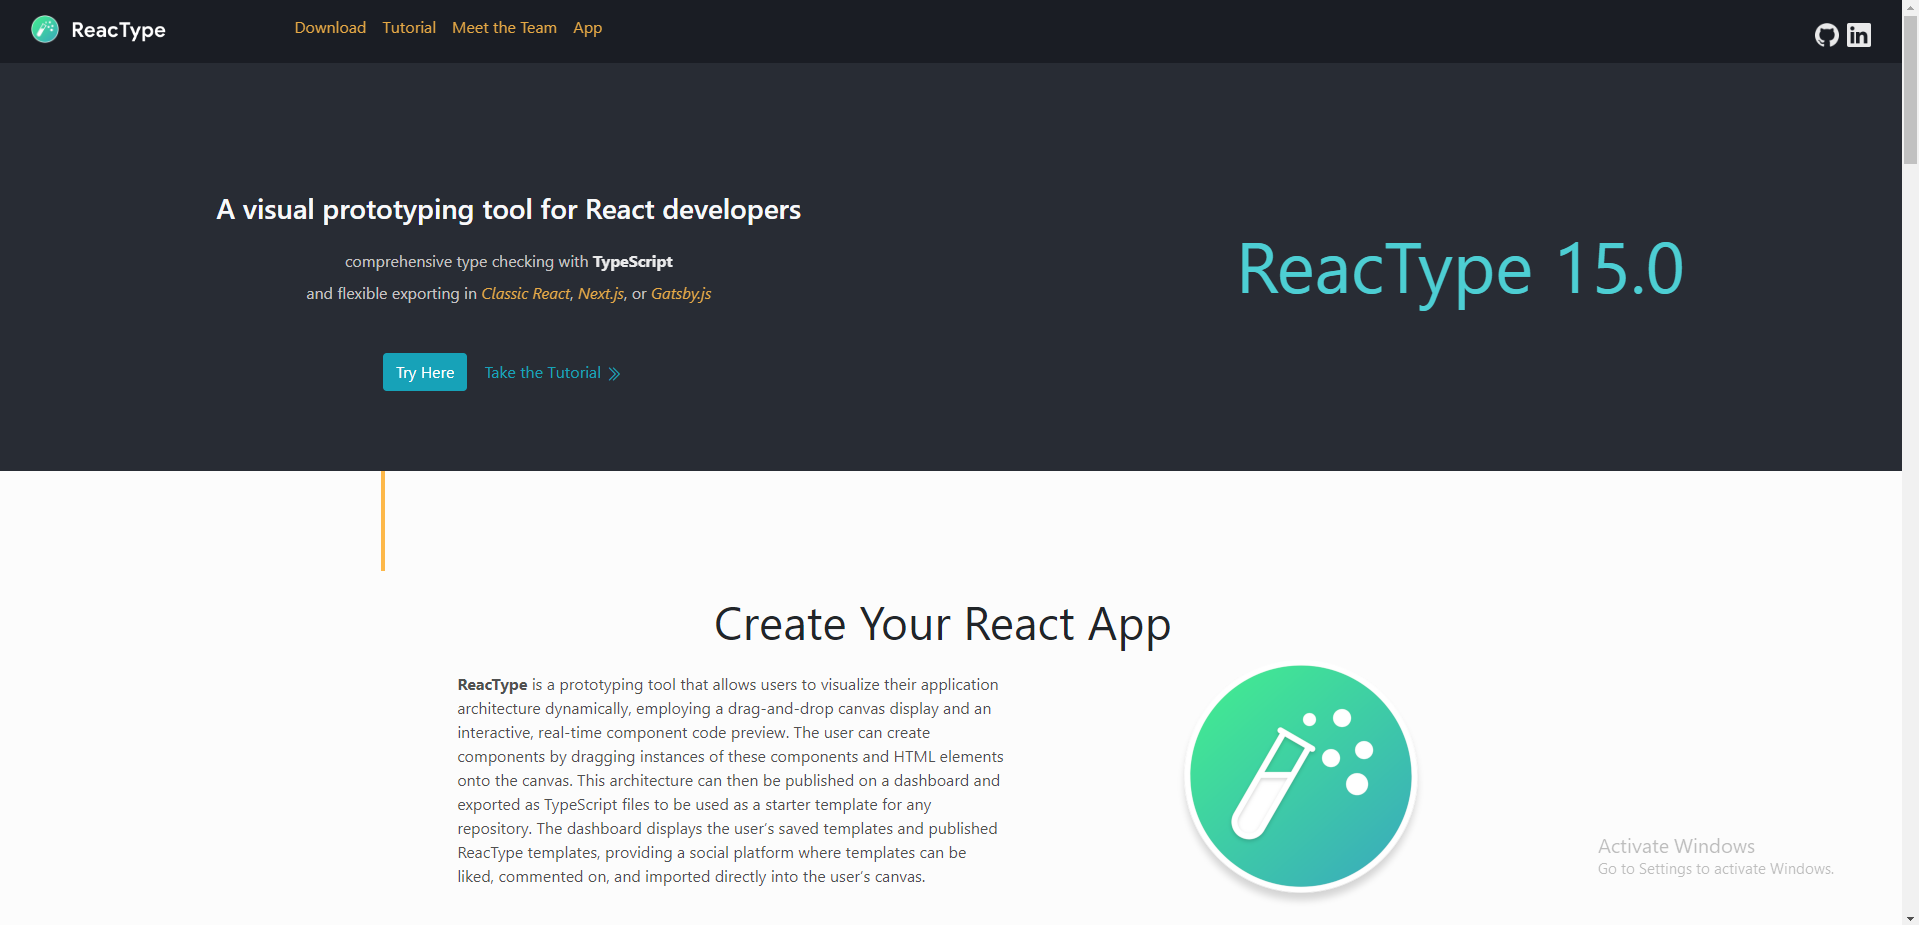 ReacType
Download Tutorial Meet the Team App
A visual prototyping tool for React developers
comprehensive type checking with TypeScript
and flexible exporting in Classic React, Next.js, or Gatsby.js
Try Here Take the Tutorial
ReacType 15.0
Create Your React App
ReacType is a prototyping tool that allows users to visualize their application
architecture dynamically, employing a drag-and-drop canvas display and an
interactive, real-time component code preview. The user can create
components by dragging instances of these components and HTML elements
onto the canvas. This architecture can then be published on a dashboard and
exported as TypeScript files to be used as a starter template for any
repository. The dashboard displays the user's saved templates and published
ReacType templates, providing a social platform where templates can be
liked, commented on, and imported directly into the user's canvas.
Activate Windows
Go to Settings to activate Windows.